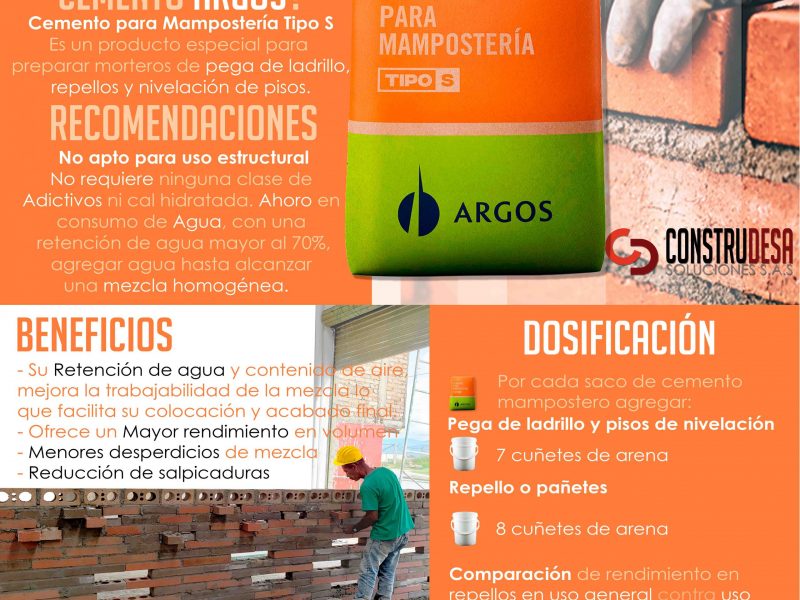 CEMENTO ARGOS?
Cemento para Mampostería Tipo S
Es un producto especial para
preparar morteros de pega de ladrillo,
repellos y nivelación de pisos.
RECOMENDACIONES
No apto para uso estructural
No requiere ninguna clase de
Adictivos ni cal hidratada. Ahoro en
consumo de Agua, con una
retención de agua mayor al 70%,
agregar agua hasta alcanzar
una mezcla homogénea.
PARA
MAMPOSTERÍA
TIPO S
ARGOS
CONSTRUDESA
SOLUCIONES S.A.S
BENEFICIOS
- Su Retención de agua y contenido de aire,
mejora la trabajabilidad de la mezcla lo
que facilita su colocación y acabado final.
- Ofrece un Mayor rendimiento en volumen
- Menores desperdicios de mezcla
- Reducción de salpicaduras
DOSIFICACIÓN
Por cada saco de cemento
mampostero agregar:
Pega de ladrillo y pisos de nivelación
7 cuñetes de arena
Repello o pañetes
8 cuñetes de arena
Comparación de rendimiento en
repellos en uso general contra uso